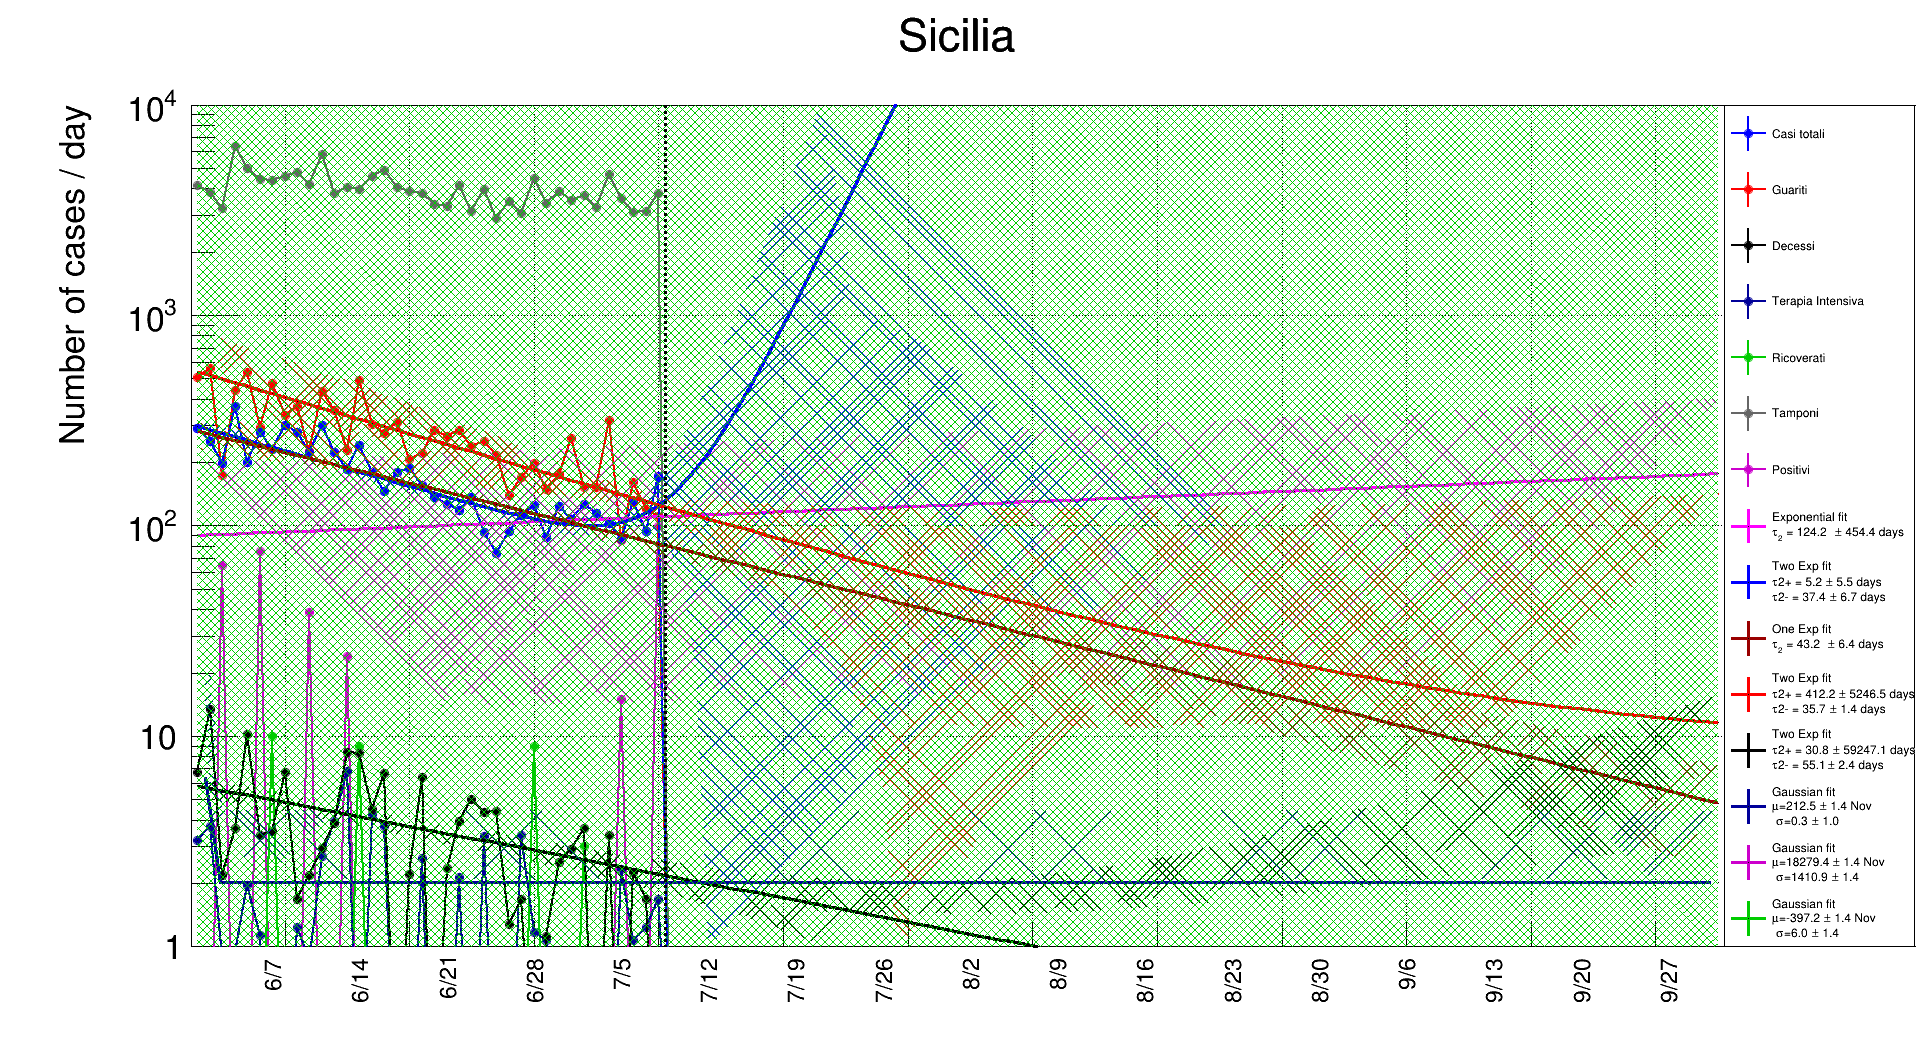 Sicilia
Number of cases / day
10^4
10^3
10^2
10
1
6/7
6/14
6/21
6/28
7/5
7/12
7/19
7/26
8/2
8/9
8/16
8/23
8/30
9/6
9/13
9/20
9/27
Casi totali
Guariti
Decessi
Terapia Intensiva
Ricoverati
Tamponi
Positivi
Exponential fit
τ_2 = 124.2 ± 454.4 days
Two Exp fit
τ2+ = 5.2 ± 5.5 days
τ2- = 37.4 ± 6.7 days
One Exp fit
τ_2 = 43.2 ± 6.4 days
Two Exp fit
τ2+ = 412.2 ± 5246.5 days
τ2- = 35.7 ± 1.4 days
Two Exp fit
τ2+ = 30.8 ± 59247.1 days
τ2- = 55.1 ± 2.4 days
Gaussian fit
μ=212.5 ± 1.4 Nov
σ=0.3 ± 1.0
Gaussian fit
μ=18279.4 ± 1.4 Nov
σ=1410.9 ± 1.4
Gaussian fit
μ=-397.2 ± 1.4 Nov
σ=6.0 ± 1.4